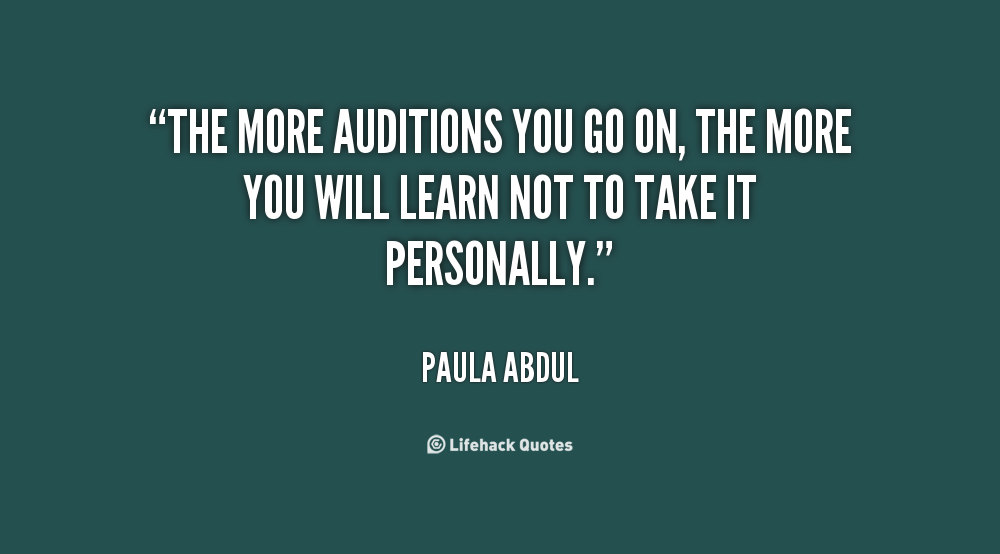 “THE MORE AUDITIONS YOU GO ON, THE MORE
YOU WILL LEARN NOT TO TAKE IT
PERSONALLY.”
PAULA ABDUL
Lifehack Quotes